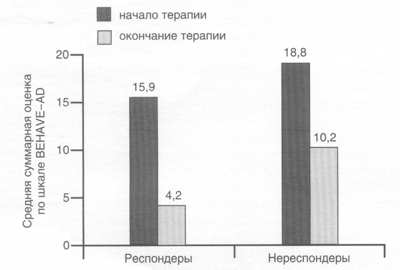 начало терапии
окончание терапии
Средняя суммарная оценка
по шкале BEHAVE–AD
20
15
10
5
0
15,9
4,2
18,8
10,2
Респондеры
Нереспондеры